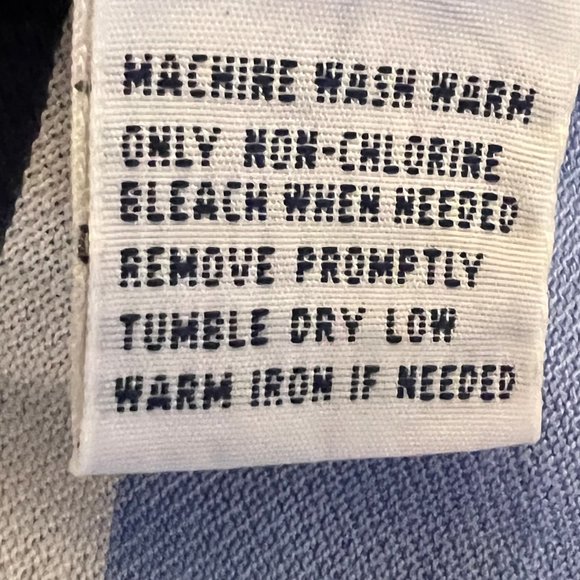 MACHINE WASH WARM
ONLY NON-CHLORINE
BLEACH WHEN NEEDED
REMOVE PROMPTLY
TUMBLE DRY LOW
WARM IRON IF NEEDED